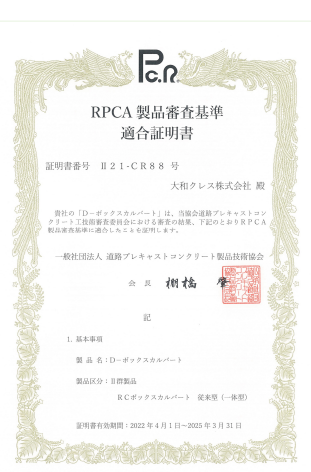 Pc.R.
RPCA 製品審査基準
適合証明書
証明書番号 Ⅱ21-CR88 号
大和クレス株式会社 殿
貴社の「D-ボックスカルバート」は、当協会道路プレキャストコン
クリート工技術審査委員会における審査の結果、下記のとおりRPCA
製品審査基準に適合したことを証明します。
一般社団法人 道路プレキャストコンクリート製品技術協会
会 長
記
1. 基本事項
製 品 名：D-ボックスカルバート
製品区分：Ⅱ群製品
RCボックスカルバート 従来型（一体型）
証明書有効期間：2022年4月1日～2025年3月31日